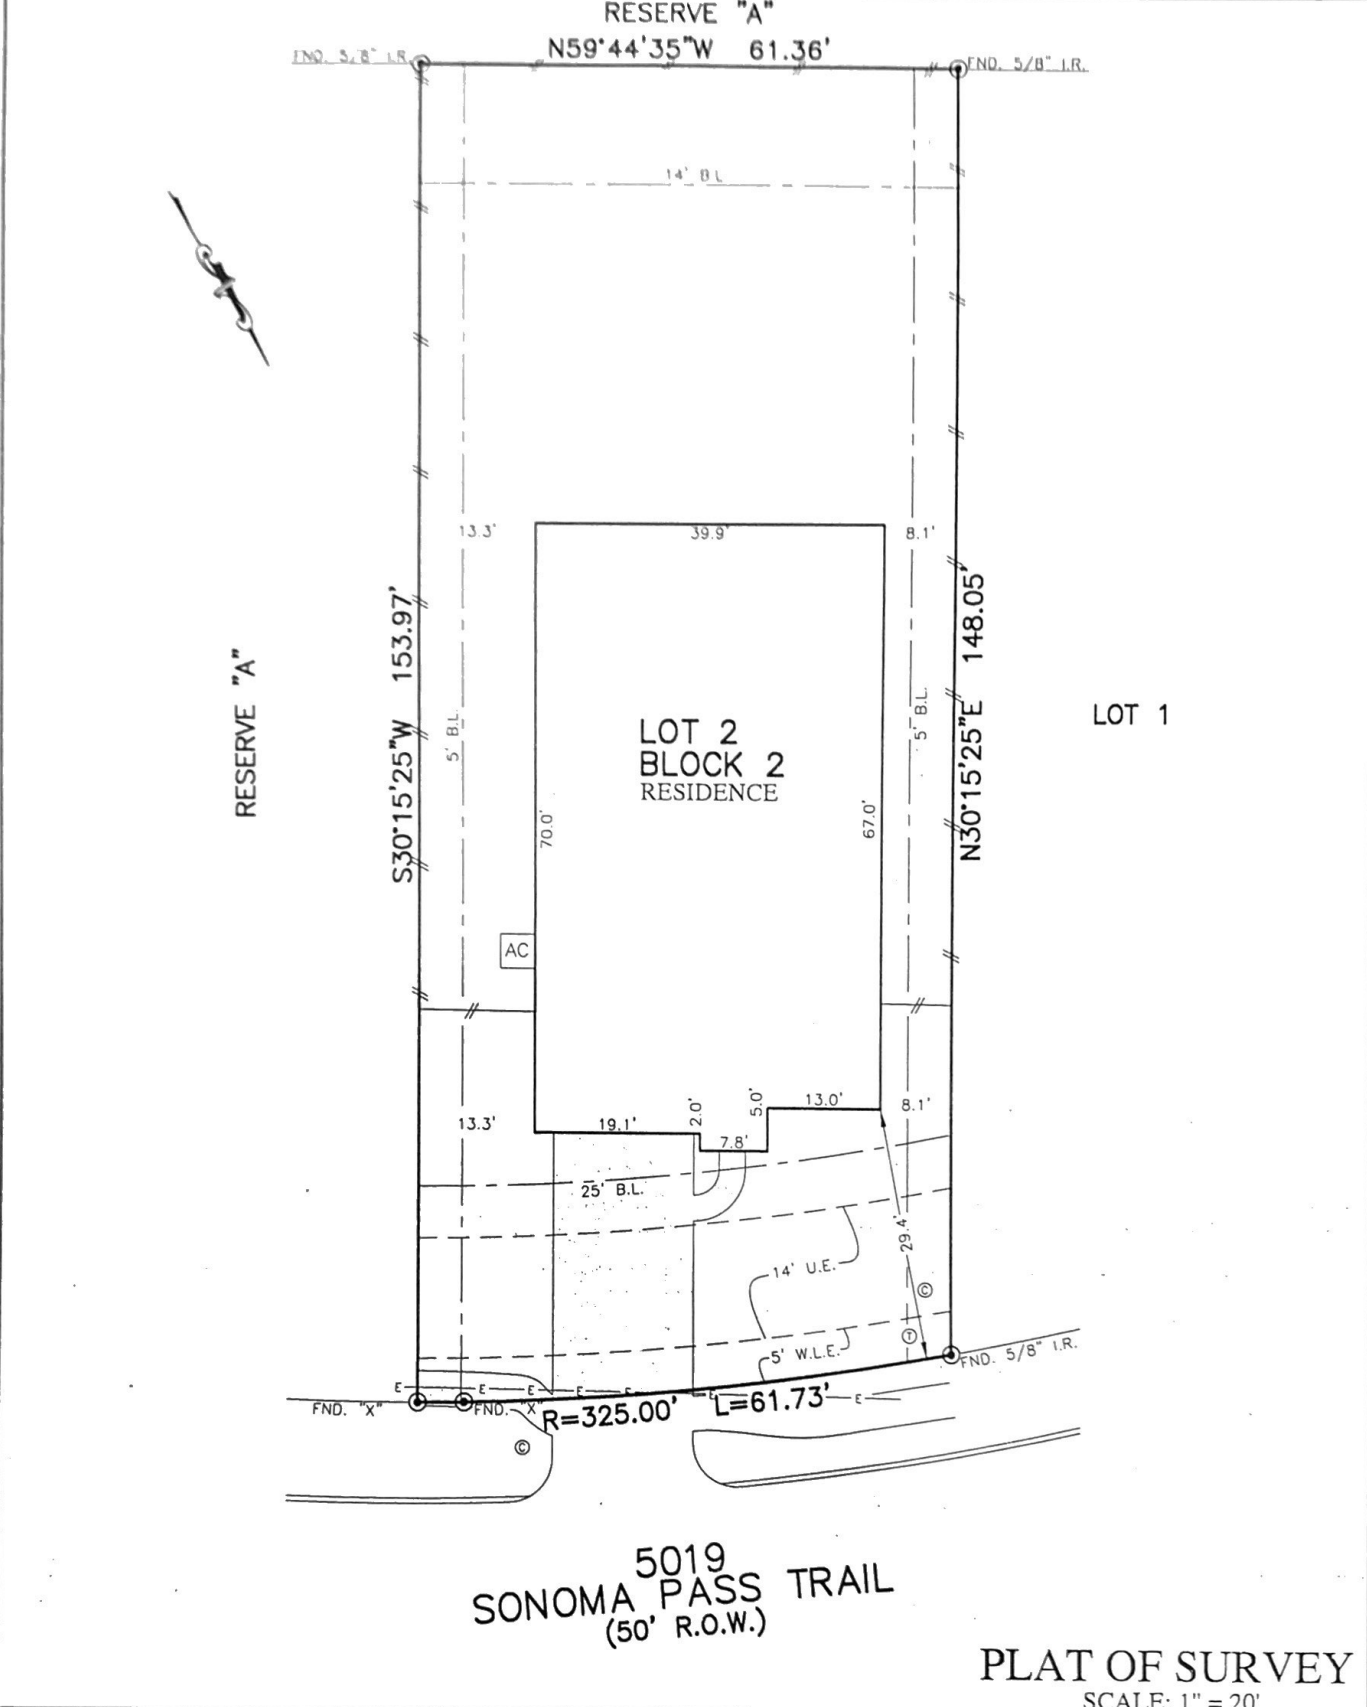 RESERVE "A"
N59°44'35"W 61.36'
FND. 5/8" I.R.
FND. 5/8" I.R.
14' B.L.
13.3'
39.9'
8.1'
S30°15'25"W 153.97'
N30°15'25"E 148.05'
RESERVE "A"
5' B.L.
5' B.L.
LOT 1
LOT 2
BLOCK 2
RESIDENCE
70.0'
67.0'
AC
13.3'
19.1'
2.0'
7.8'
5.0'
13.0'
8.1'
25' B.L.
29.4'
14' U.E.
C
T
5' W.L.E.
E
E
E
E
E
E
E
FND. "X"
FND. "X"
R=325.00' L=61.73'
FND. 5/8" I.R.
C
5019
SONOMA PASS TRAIL
(50' R.O.W.)
PLAT OF SURVEY
SCALE: 1" = 20'